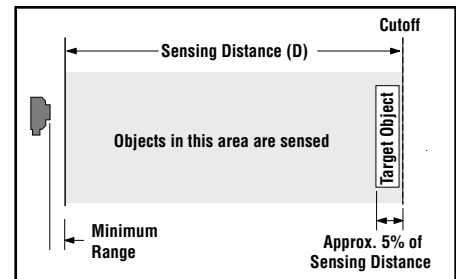 Cutoff
Sensing Distance (D)
Objects in this area are sensed
Target Object
Minimum
Range
Approx. 5% of
Sensing Distance